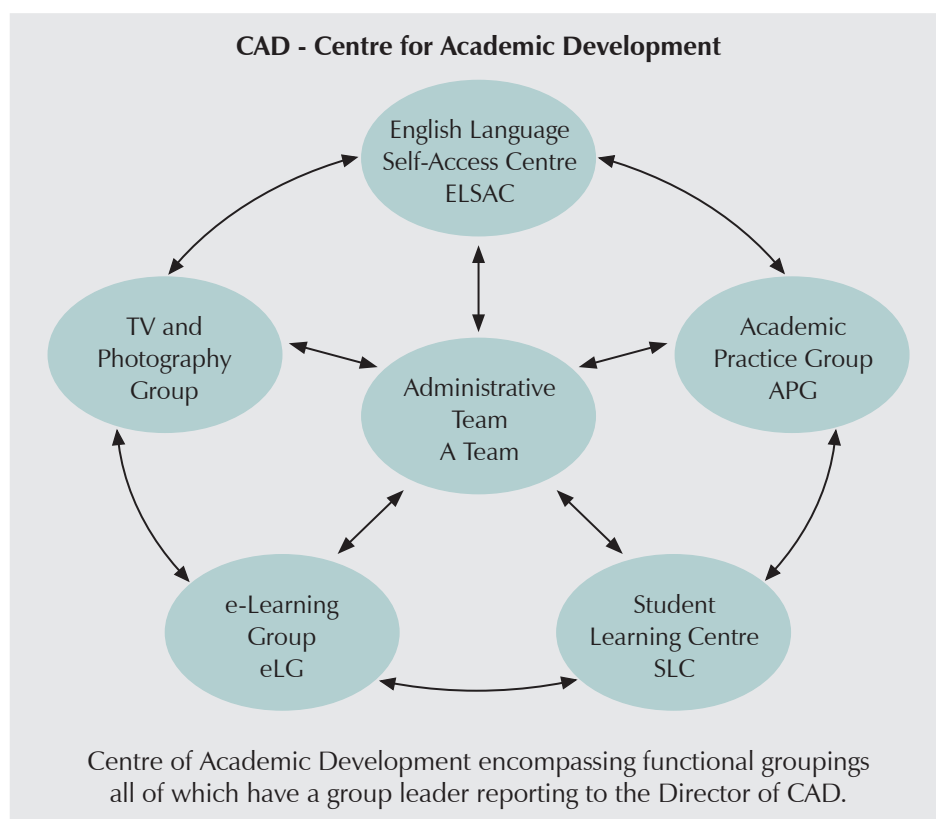 CAD - Centre for Academic Development
English Language
Self-Access Centre
ELSAC
TV and
Photography
Group
Academic
Practice Group
APG
Administrative
Team
A Team
e-Learning
Group
eLG
Student
Learning Centre
SLC
Centre of Academic Development encompassing functional groupings
all of which have a group leader reporting to the Director of CAD.